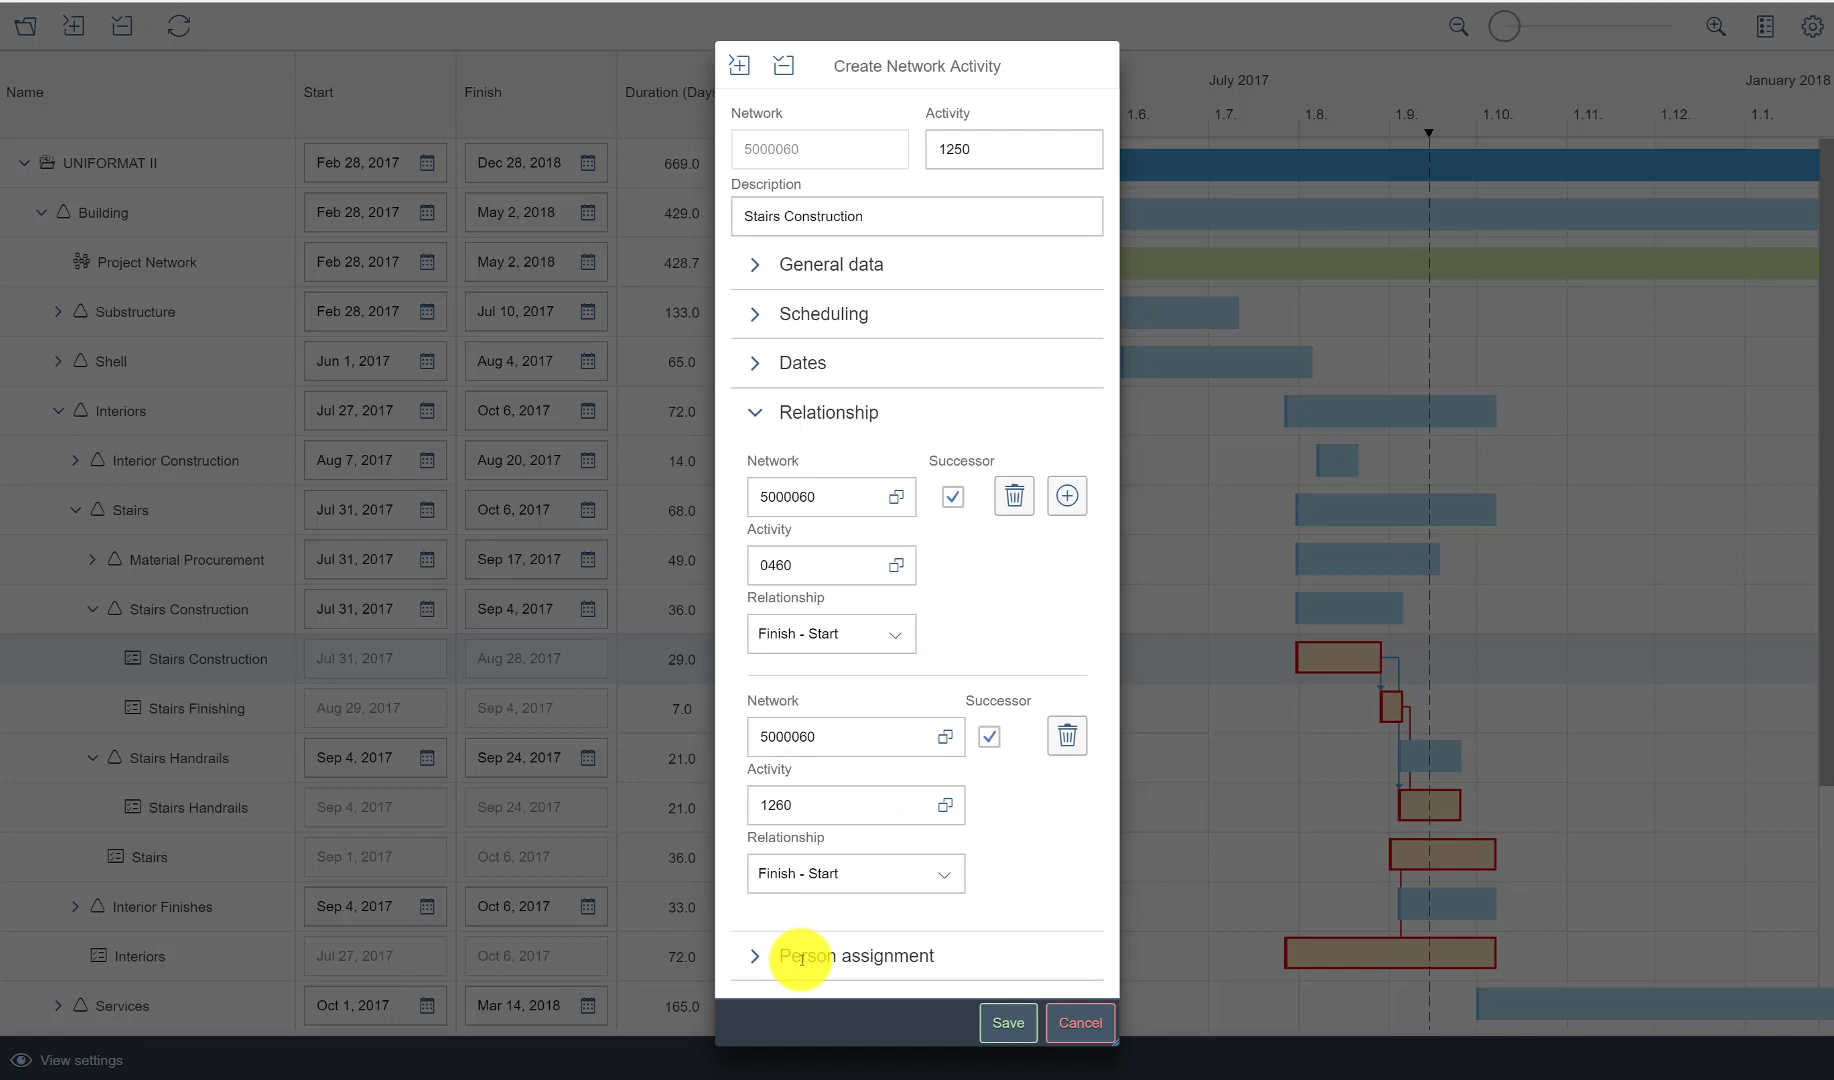 Name
Start
Finish
Duration (Days
July 2017
January 2018
1.6.
1.7.
1.8.
1.9.
1.10.
1.11.
1.12.
1.1.
UNIFORMAT II
Feb 28, 2017
Dec 28, 2018
669.0
Building
Feb 28, 2017
May 2, 2018
429.0
Project Network
Feb 28, 2017
May 2, 2018
428.7
Substructure
Feb 28, 2017
Jul 10, 2017
133.0
Shell
Jun 1, 2017
Aug 4, 2017
65.0
Interiors
Jul 27, 2017
Oct 6, 2017
72.0
Interior Construction
Aug 7, 2017
Aug 20, 2017
14.0
Stairs
Jul 31, 2017
Oct 6, 2017
68.0
Material Procurement
Jul 31, 2017
Sep 17, 2017
49.0
Stairs Construction
Jul 31, 2017
Sep 4, 2017
36.0
Stairs Construction
Jul 31, 2017
Aug 28, 2017
29.0
Stairs Finishing
Aug 29, 2017
Sep 4, 2017
7.0
Stairs Handrails
Sep 4, 2017
Sep 24, 2017
21.0
Stairs Handrails
Sep 4, 2017
Sep 24, 2017
21.0
Stairs
Sep 1, 2017
Oct 6, 2017
36.0
Interior Finishes
Sep 4, 2017
Oct 6, 2017
33.0
Interiors
Jul 27, 2017
Oct 6, 2017
72.0
Services
Oct 1, 2017
Mar 14, 2018
165.0
View settings
Create Network Activity
Network
Activity
5000060
1250
Description
Stairs Construction
General data
Scheduling
Dates
Relationship
Network
Successor
5000060
Activity
0460
Relationship
Finish - Start
Network
Successor
5000060
Activity
1260
Relationship
Finish - Start
Person assignment
Save
Cancel